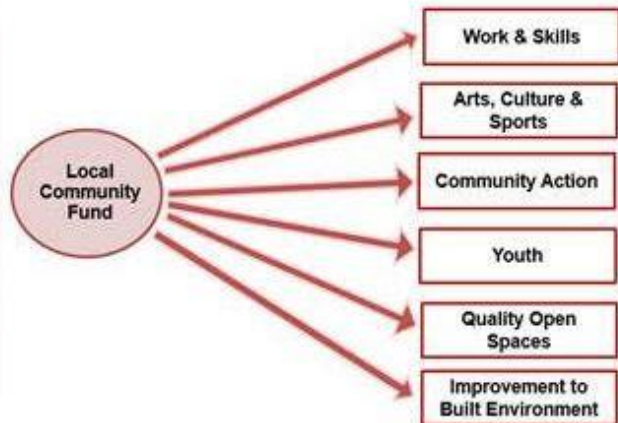 Local
Community
Fund
Work & Skills
Arts, Culture &
Sports
Community Action
Youth
Quality Open
Spaces
Improvement to
Built Environment